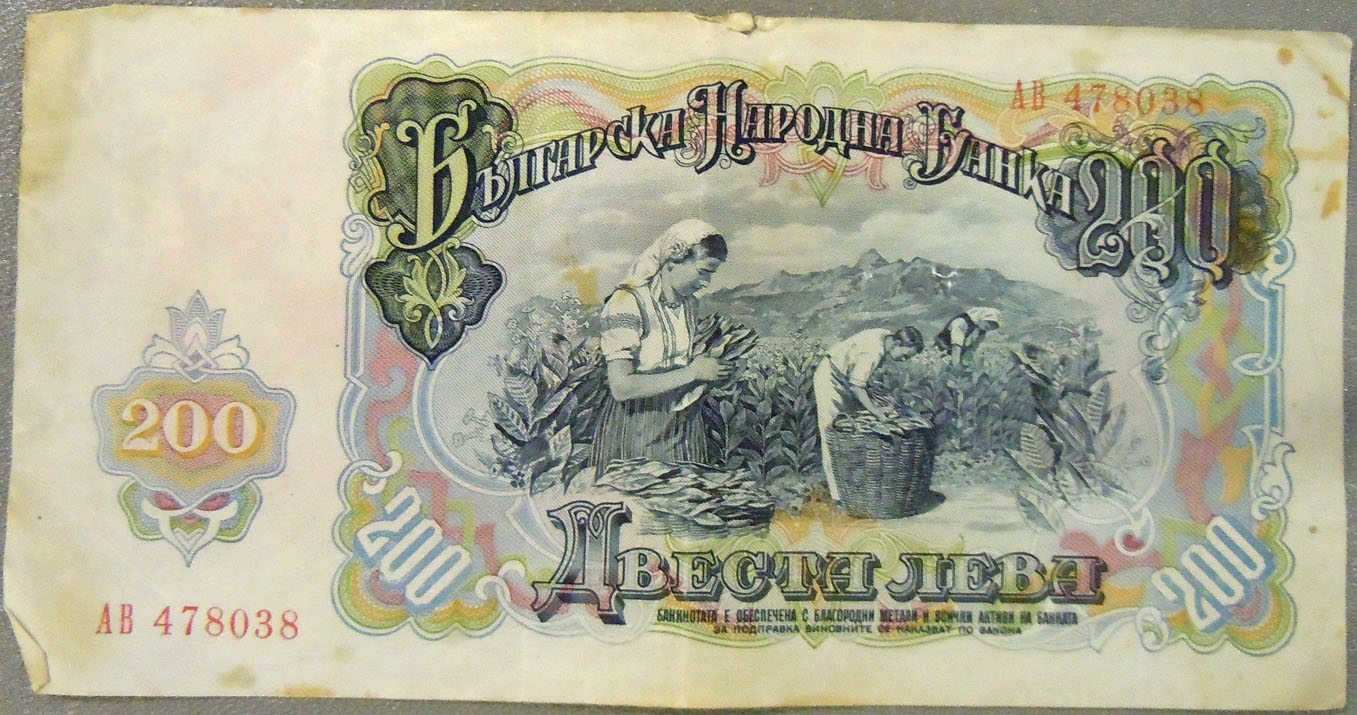 АВ 478038
Българска Народна Банка
200
200
200
200
Двеста лева
БАНКНОТАТА Е ОБЕСПЕЧЕНА С БЛАГОРОДНИ МЕТАЛИ И ВСИЧКИ АКТИВИ НА БАНКАТА
ЗА ПОДПРАВКА ВИНОВНИТЕ СЕ НАКАЗВАТ ПО ЗАКОНА
АВ 478038